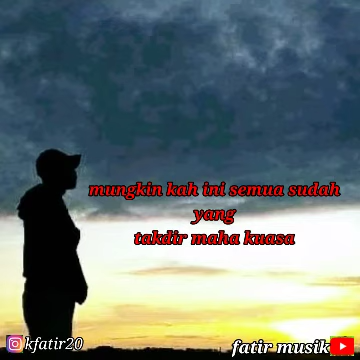 mungkin kah ini semua sudah
yang
takdir maha kuasa
kfatir20
fatir musik